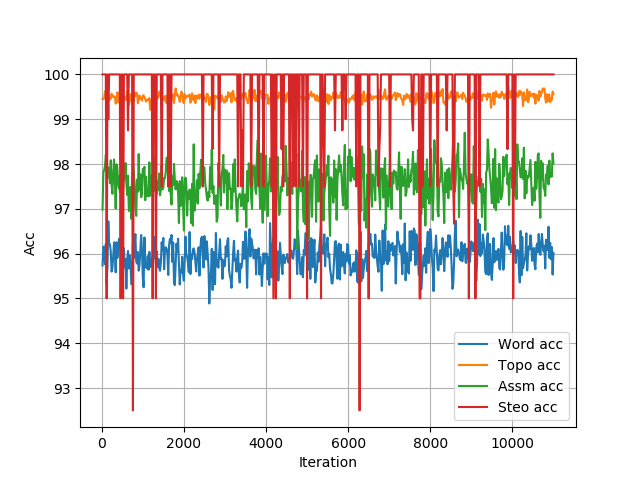 100
99
98
97
96
95
94
93
Acc
0
2000
4000
6000
8000
10000
Iteration
Word acc
Topo acc
Assm acc
Steo acc